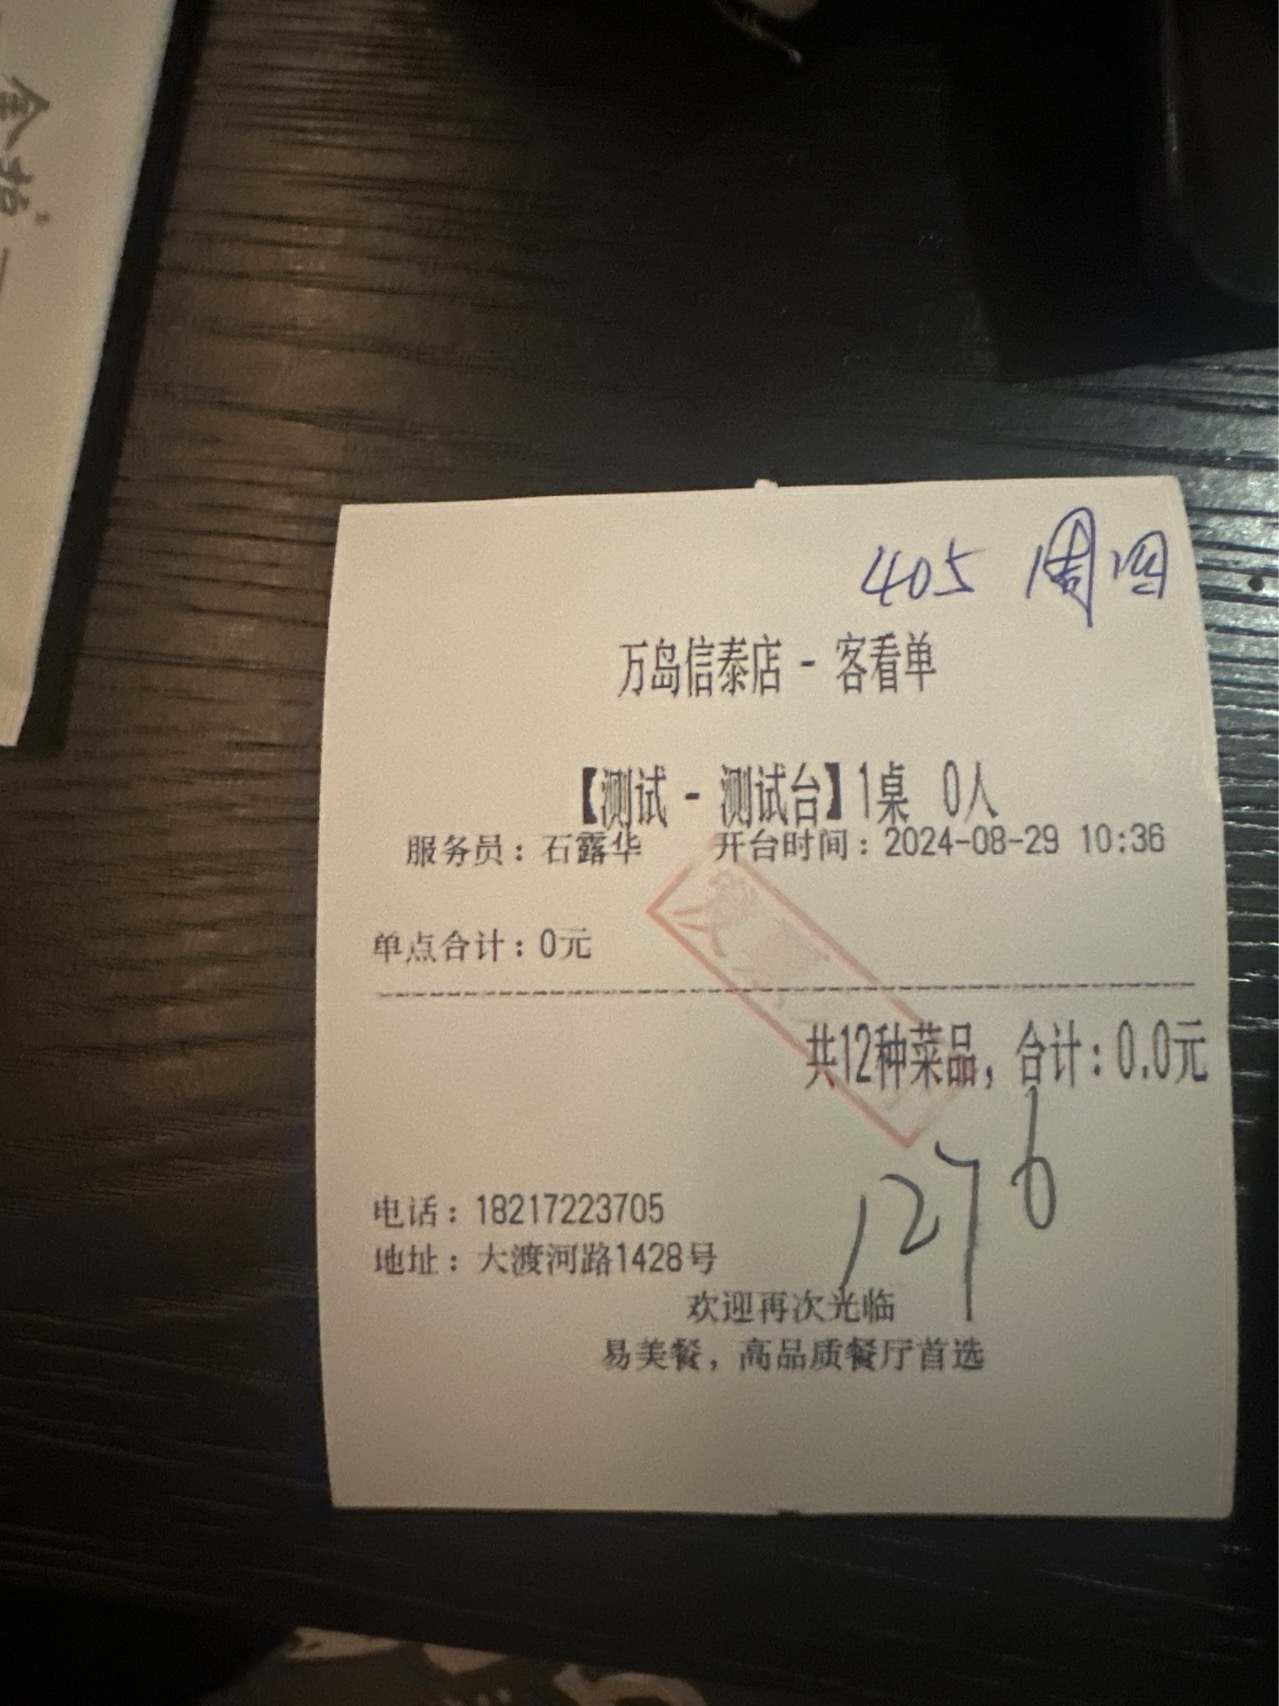 405 周四
万岛信泰店 - 客看单
【测试 - 测试台】1桌 0人
服务员：石露华 开台时间：2024-08-29 10:36
单点合计：0元
共12种菜品，合计：0.0元
1276
电话：18217223705
地址：大渡河路1428号
欢迎再次光临
易美餐，高品质餐厅首选